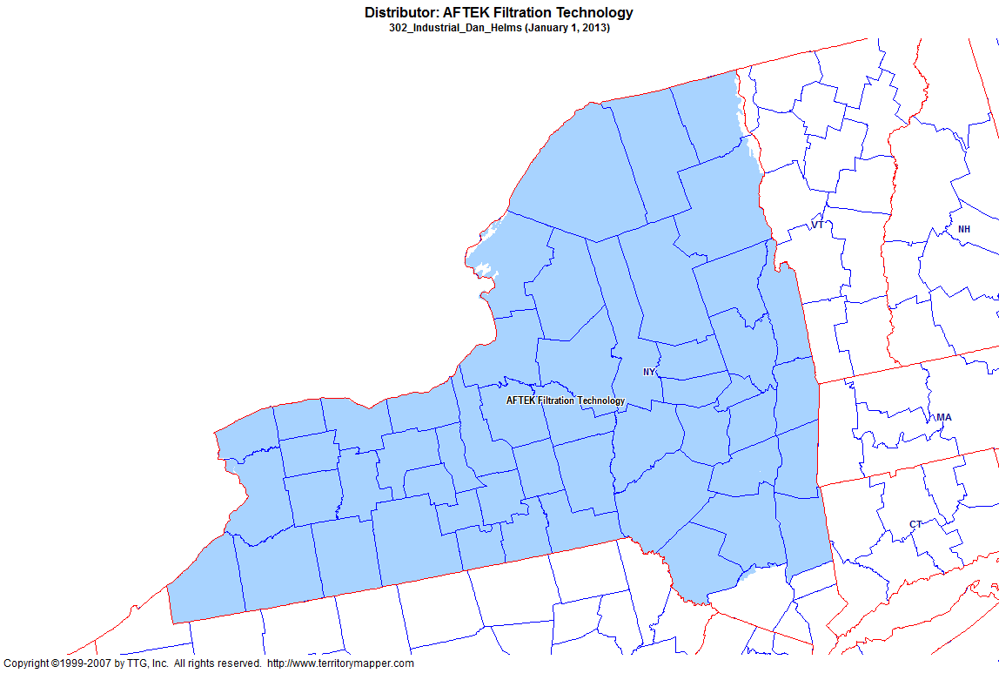 Distributor: AFTEK Filtration Technology
302_Industrial_Dan_Helms (January 1, 2013)
VT
NH
NY
AFTEK Filtration Technology
MA
CT
Copyright ©1999-2007 by TTG, Inc. All rights reserved. http://www.territorymapper.com